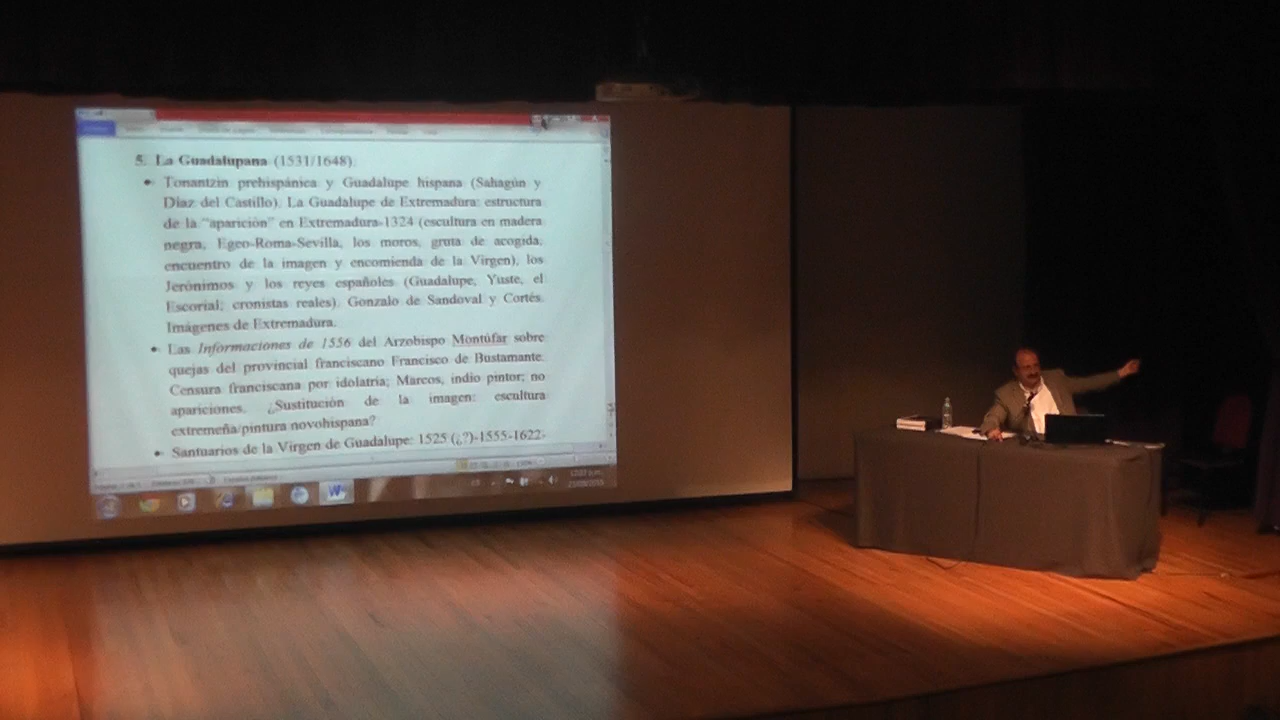 5. La Guadalupana (1531/1648).
• Tonantzin prehispánica y Guadalupe hispana (Sahagún y
Díaz del Castillo). La Guadalupe de Extremadura: estructura
de la “aparición” en Extremadura-1324 (escultura en madera
negra, Egeo-Roma-Sevilla, los moros, gruta de acogida,
encuentro de la imagen y encomienda de la Virgen), los
Jerónimos y los reyes españoles (Guadalupe, Yuste, el
Escorial; cronistas reales). Gonzalo de Sandoval y Cortés.
Imágenes de Extremadura.
• Las Informaciones de 1556 del Arzobispo Montúfar sobre
quejas del provincial franciscano Francisco de Bustamante.
Censura franciscana por idolatría; Marcos, indio pintor; no
apariciones. ¿Sustitución de la imagen: escultura
extremeña/pintura novohispana?
• Santuarios de la Virgen de Guadalupe: 1525 (¿?)-1555-1622-